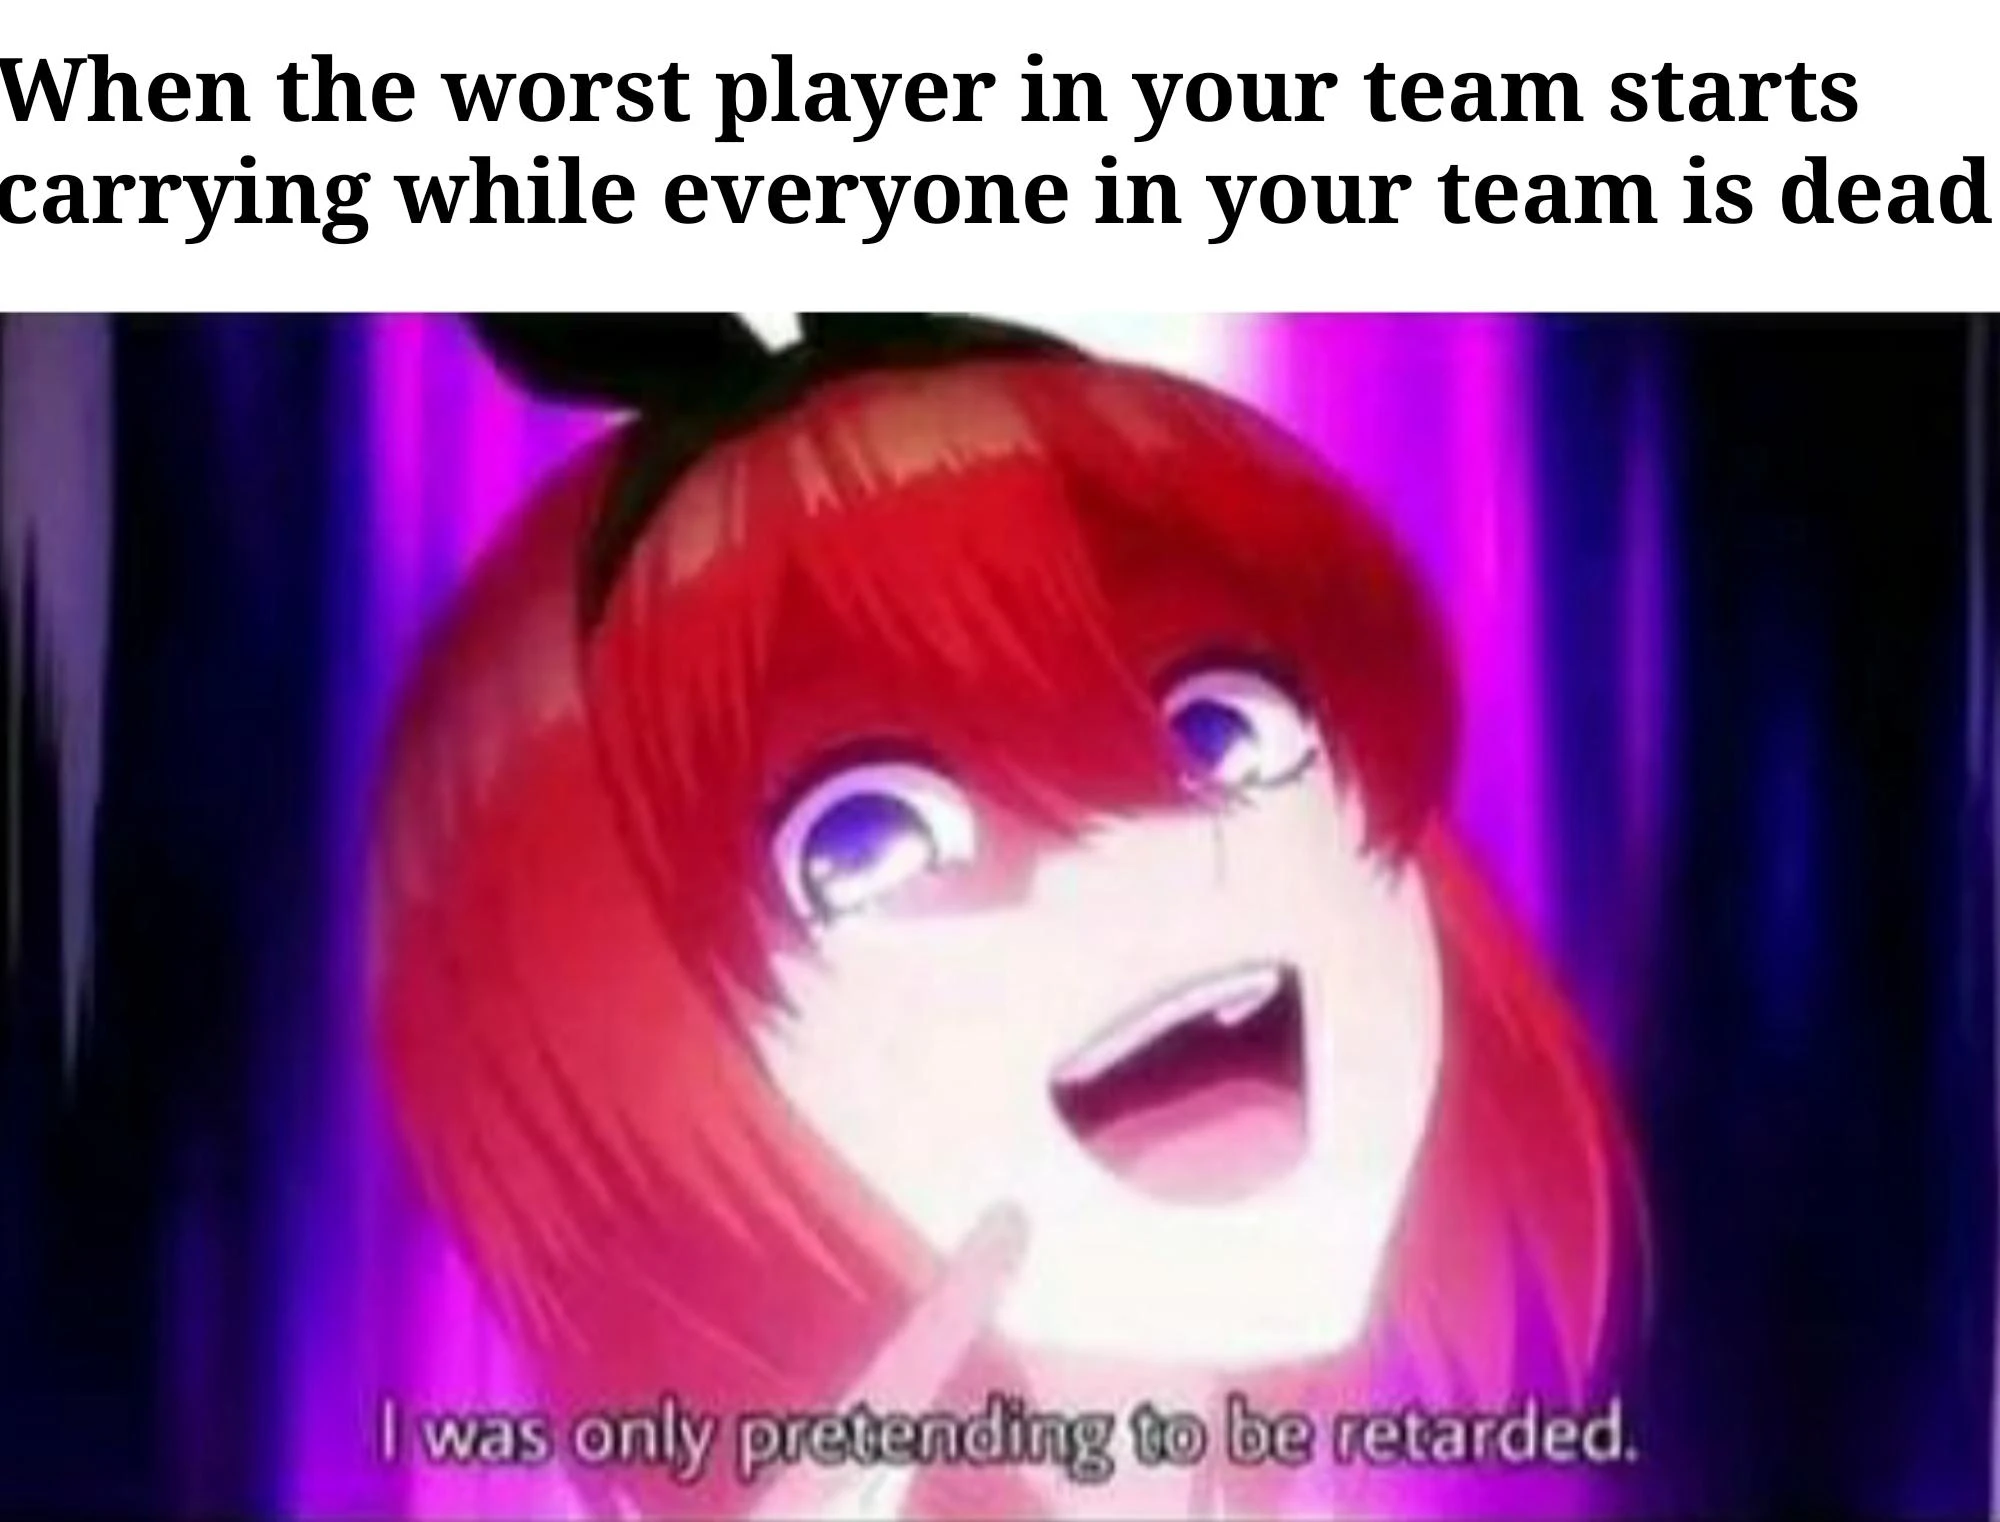 When the worst player in your team starts
carrying while everyone in your team is dead
I was only pretending to be retarded.